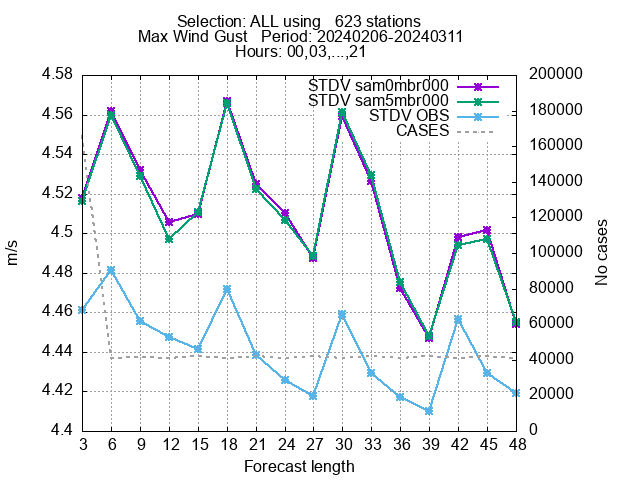 Selection: ALL using   623 stations
Max Wind Gust   Period: 20240206-20240311
Hours: 00,03,...,21
STDV sam0mbr000
STDV sam5mbr000
STDV OBS
CASES
4.58
4.56
4.54
4.52
4.5
4.48
4.46
4.44
4.42
4.4
m/s
200000
180000
160000
140000
120000
100000
80000
60000
40000
20000
0
No cases
3 6 9 12 15 18 21 24 27 30 33 36 39 42 45 48
Forecast length